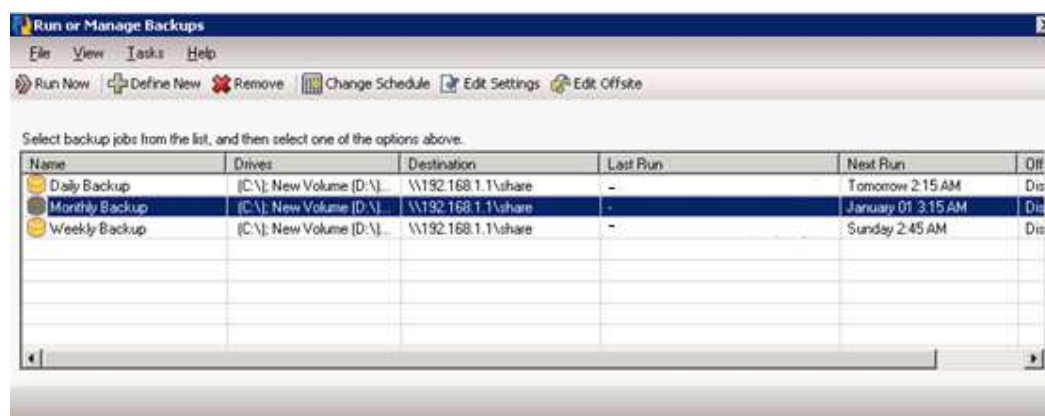 Run or Manage Backups
File View Tasks Help
Run Now Define New Remove Change Schedule Edit Settings Edit Offsite
Select backup jobs from the list, and then select one of the options above.
Name Drives Destination Last Run Next Run Off
Daily Backup (C:\); New Volume (D:\)... \\192.168.1.1\share - Tomorrow 2:15 AM Dis
Monthly Backup (C:\); New Volume (D:\)... \\192.168.1.1\share - January 01 3:15 AM Dis
Weekly Backup (C:\); New Volume (D:\)... \\192.168.1.1\share - Sunday 2:45 AM Dis